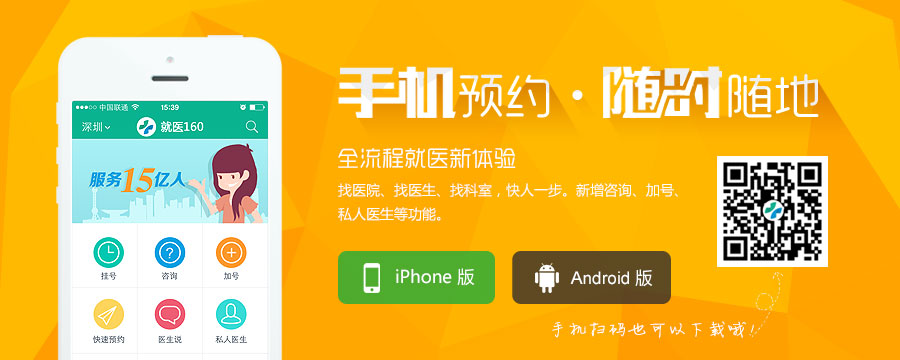 中国联通 15:39
深圳 就医160
服务15亿人
挂号 咨询 加号
快速预约 医生说 私人医生
手机预约·随时随地
全流程就医新体验
找医院、找医生、找科室，快人一步。新增咨询、加号、
私人医生等功能。
iPhone 版 Android 版
手机扫码也可以下载哦!